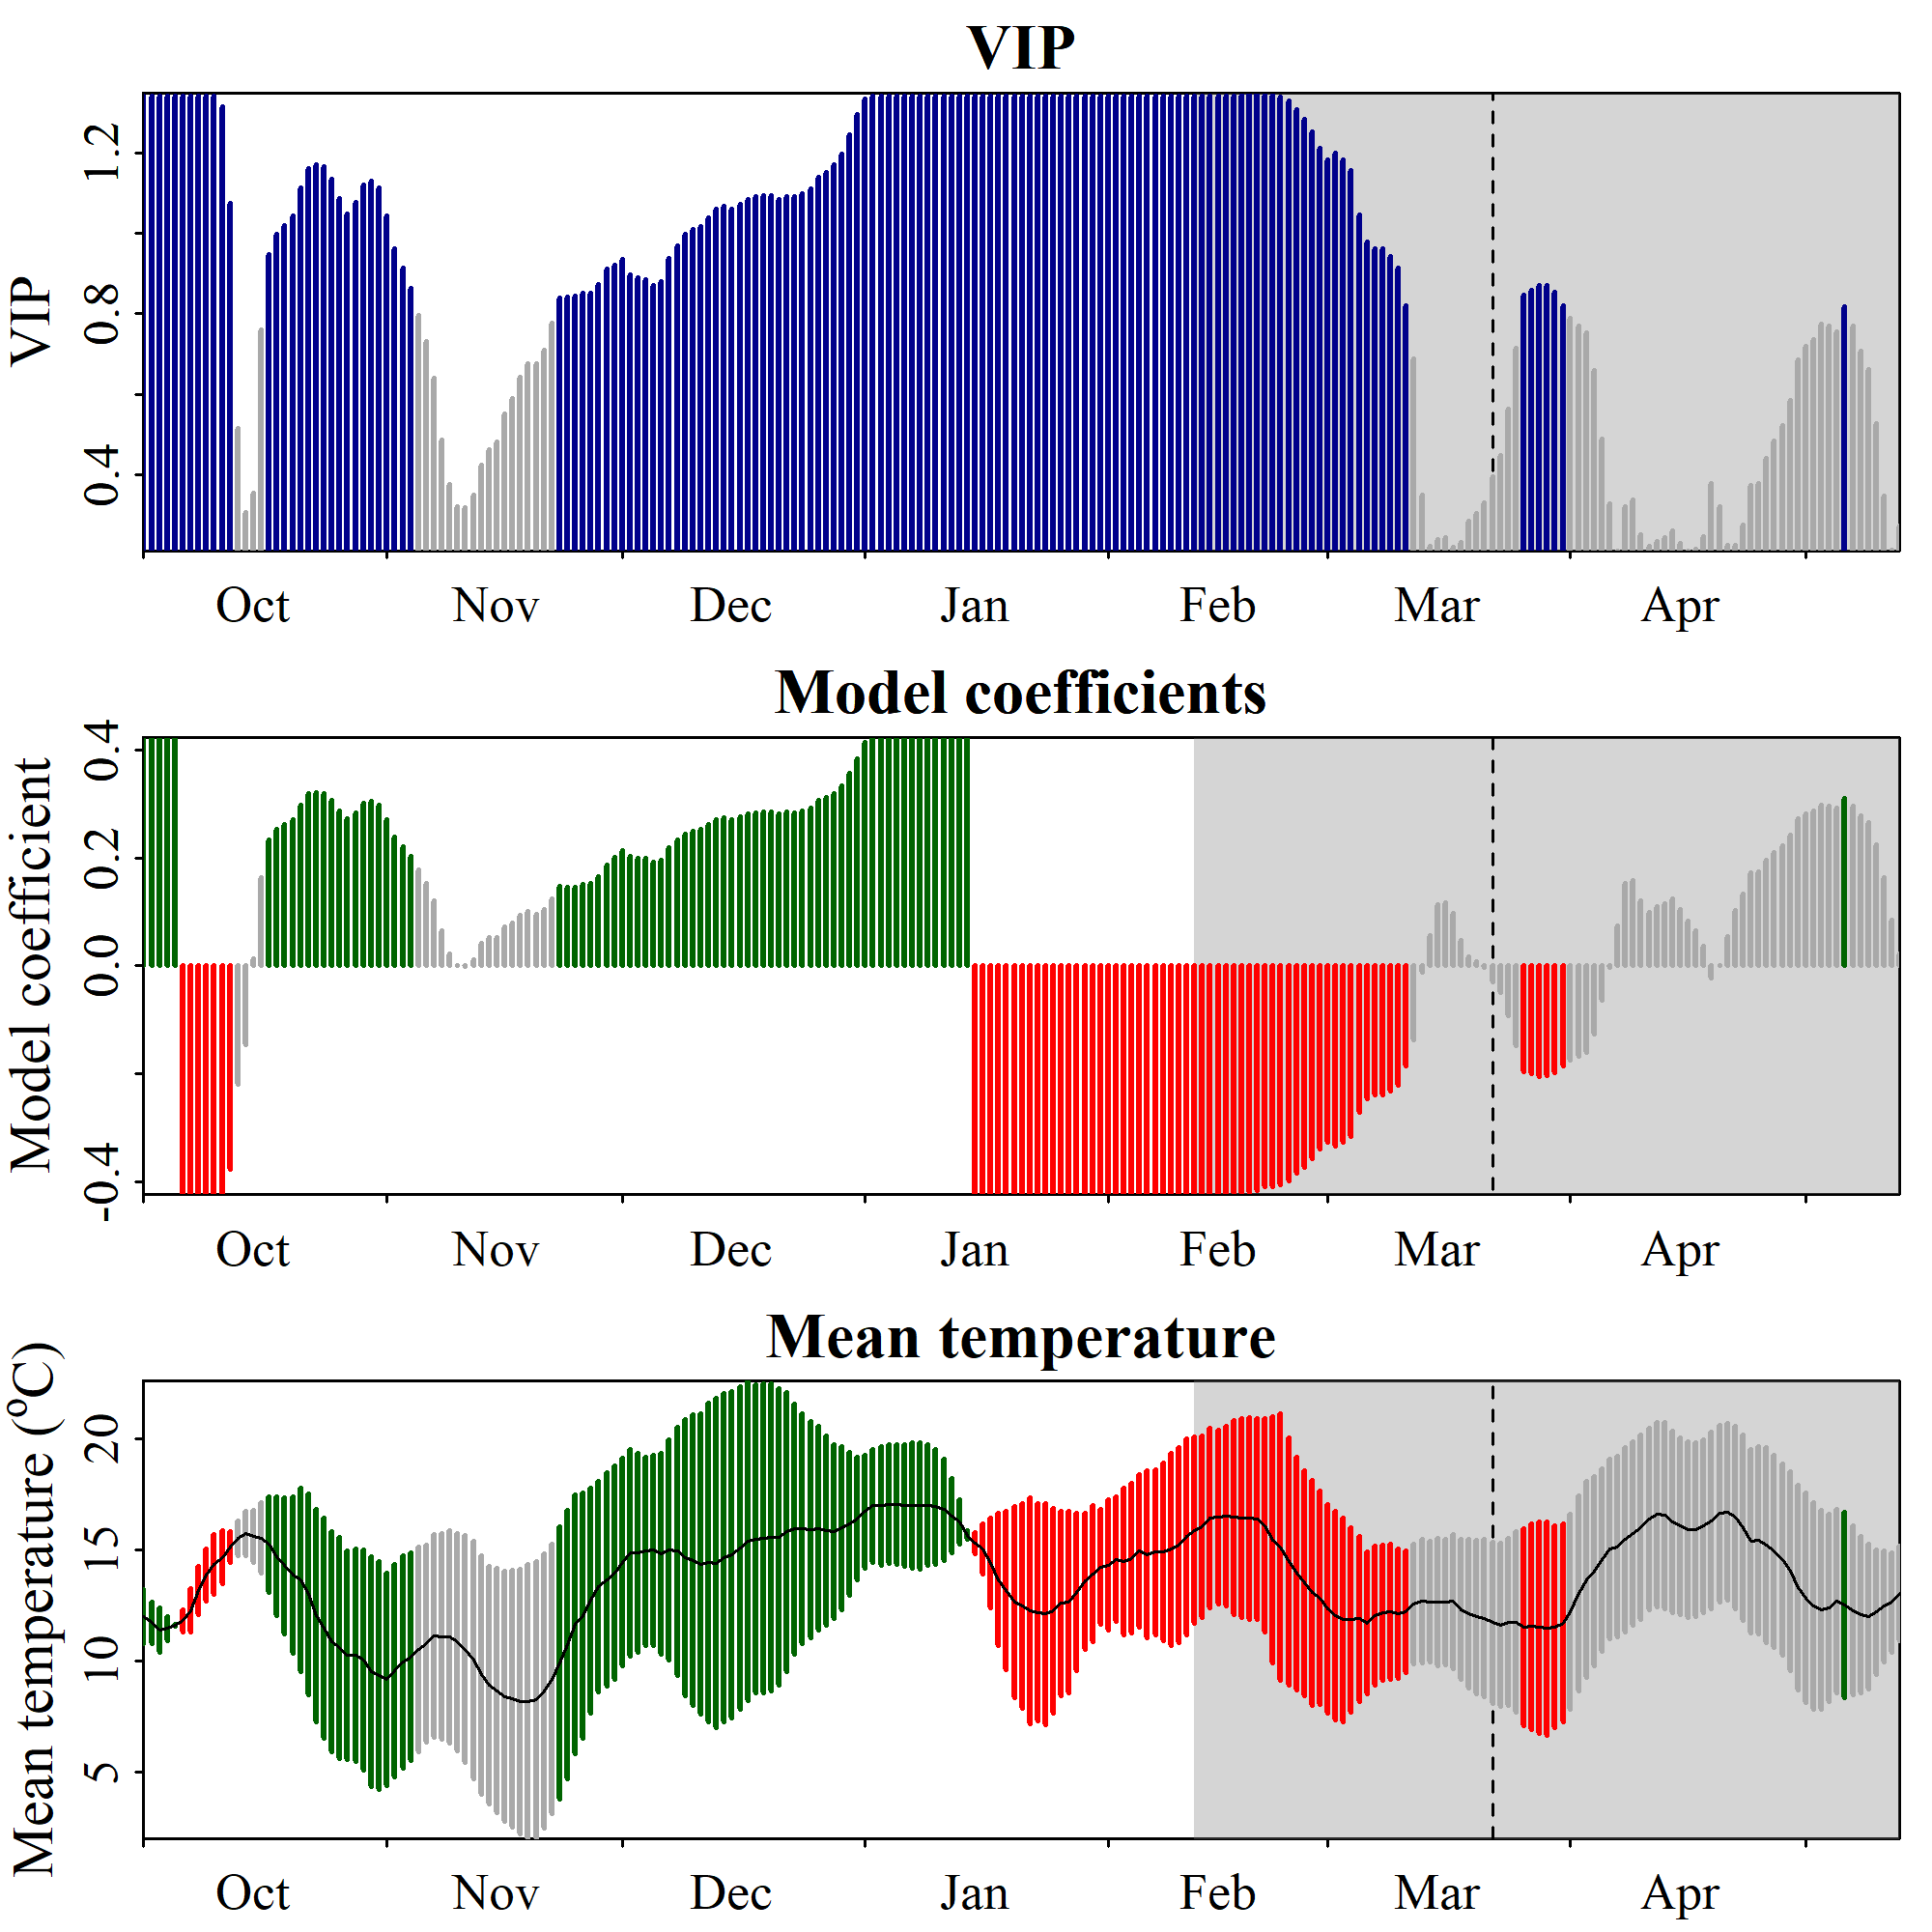 VIP
VIP
1.2
0.8
0.4
Oct Nov Dec Jan Feb Mar Apr
Model coefficients
Model coefficient
0.4
0.2
0.0
-0.4
Oct Nov Dec Jan Feb Mar Apr
Mean temperature
Mean temperature (ºC)
20
15
10
5
Oct Nov Dec Jan Feb Mar Apr